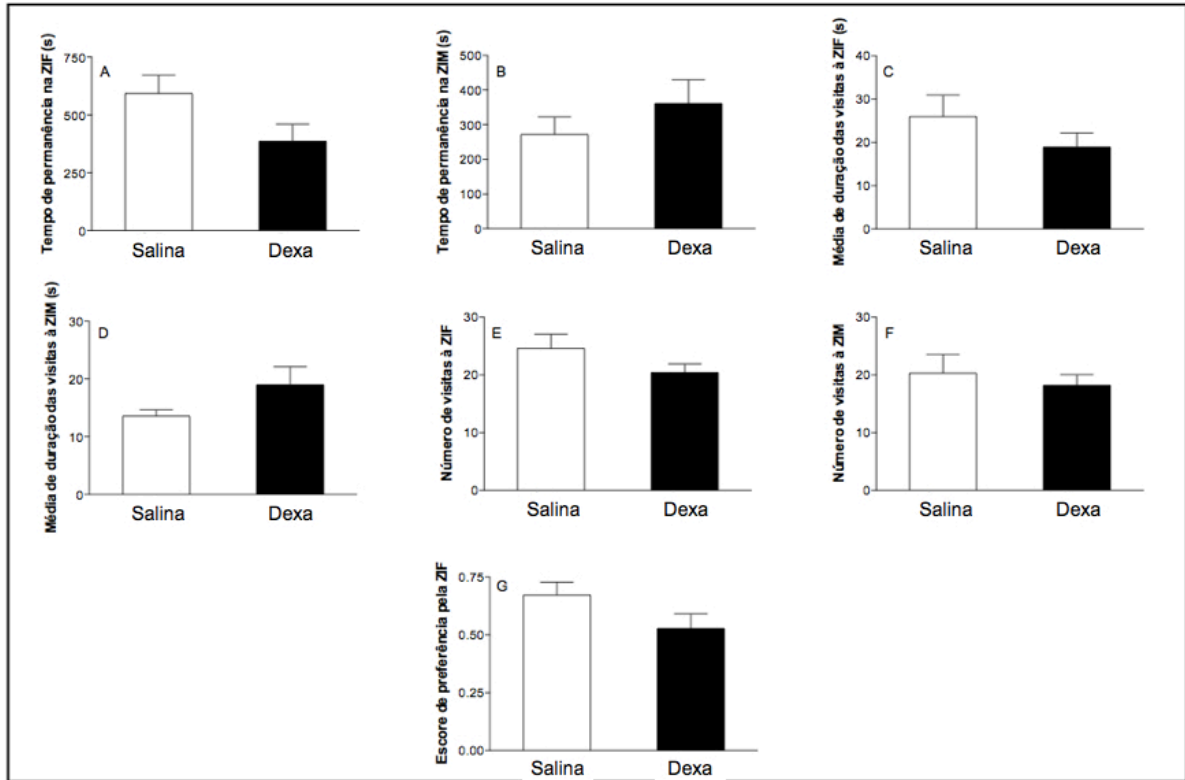 Tempo de permanência na ZIF (s)
A
750
500
250
0
Salina
Dexa
Tempo de permanência na ZIM (s)
B
500
400
300
200
100
0
Salina
Dexa
Média de duração das visitas à ZIF (s)
C
40
30
20
10
0
Salina
Dexa
Média de duração das visitas à ZIM (s)
D
30
20
10
0
Salina
Dexa
Número de visitas à ZIF
E
30
20
10
0
Salina
Dexa
Número de visitas à ZIM
F
30
20
10
0
Salina
Dexa
Escore de preferência pela ZIF
G
0.75
0.50
0.25
0.00
Salina
Dexa